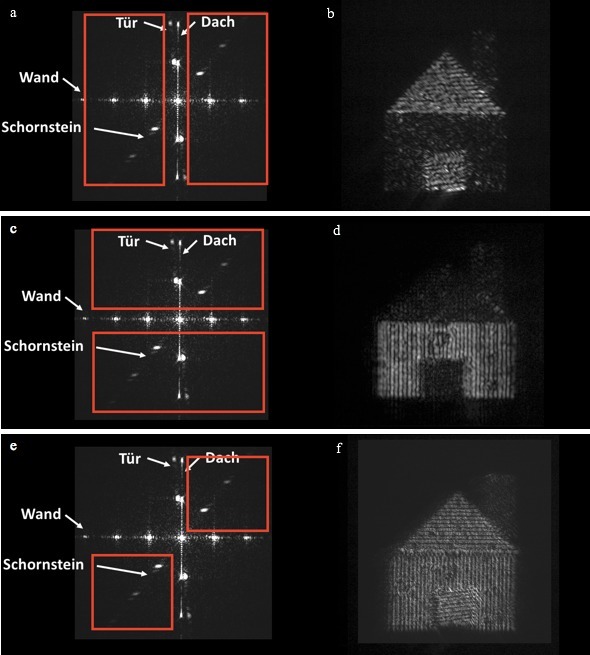 a
Tür
Dach
b
Wand
Schornstein
c
Tür
Dach
d
Wand
Schornstein
e
Tür
Dach
f
Wand
Schornstein